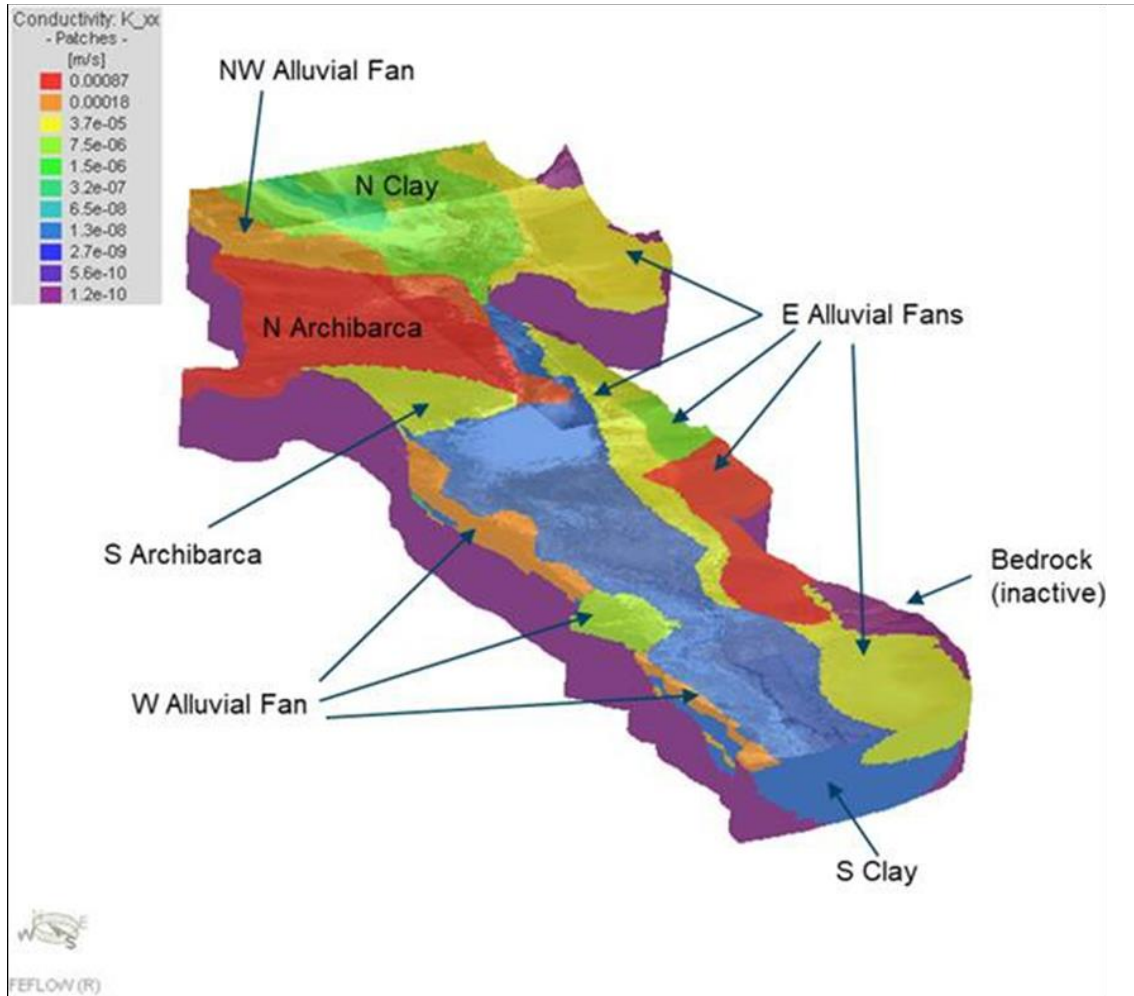 Conductivity: K_xx
- Patches -
[m/s]
0.00087
0.00018
3.7e-05
7.5e-06
1.5e-06
3.2e-07
6.5e-08
1.3e-08
2.7e-09
5.6e-10
1.2e-10
NW Alluvial Fan
N Clay
N Archibarca
E Alluvial Fans
S Archibarca
Bedrock
(inactive)
W Alluvial Fan
S Clay
W
S
E
FEFLOW (R)